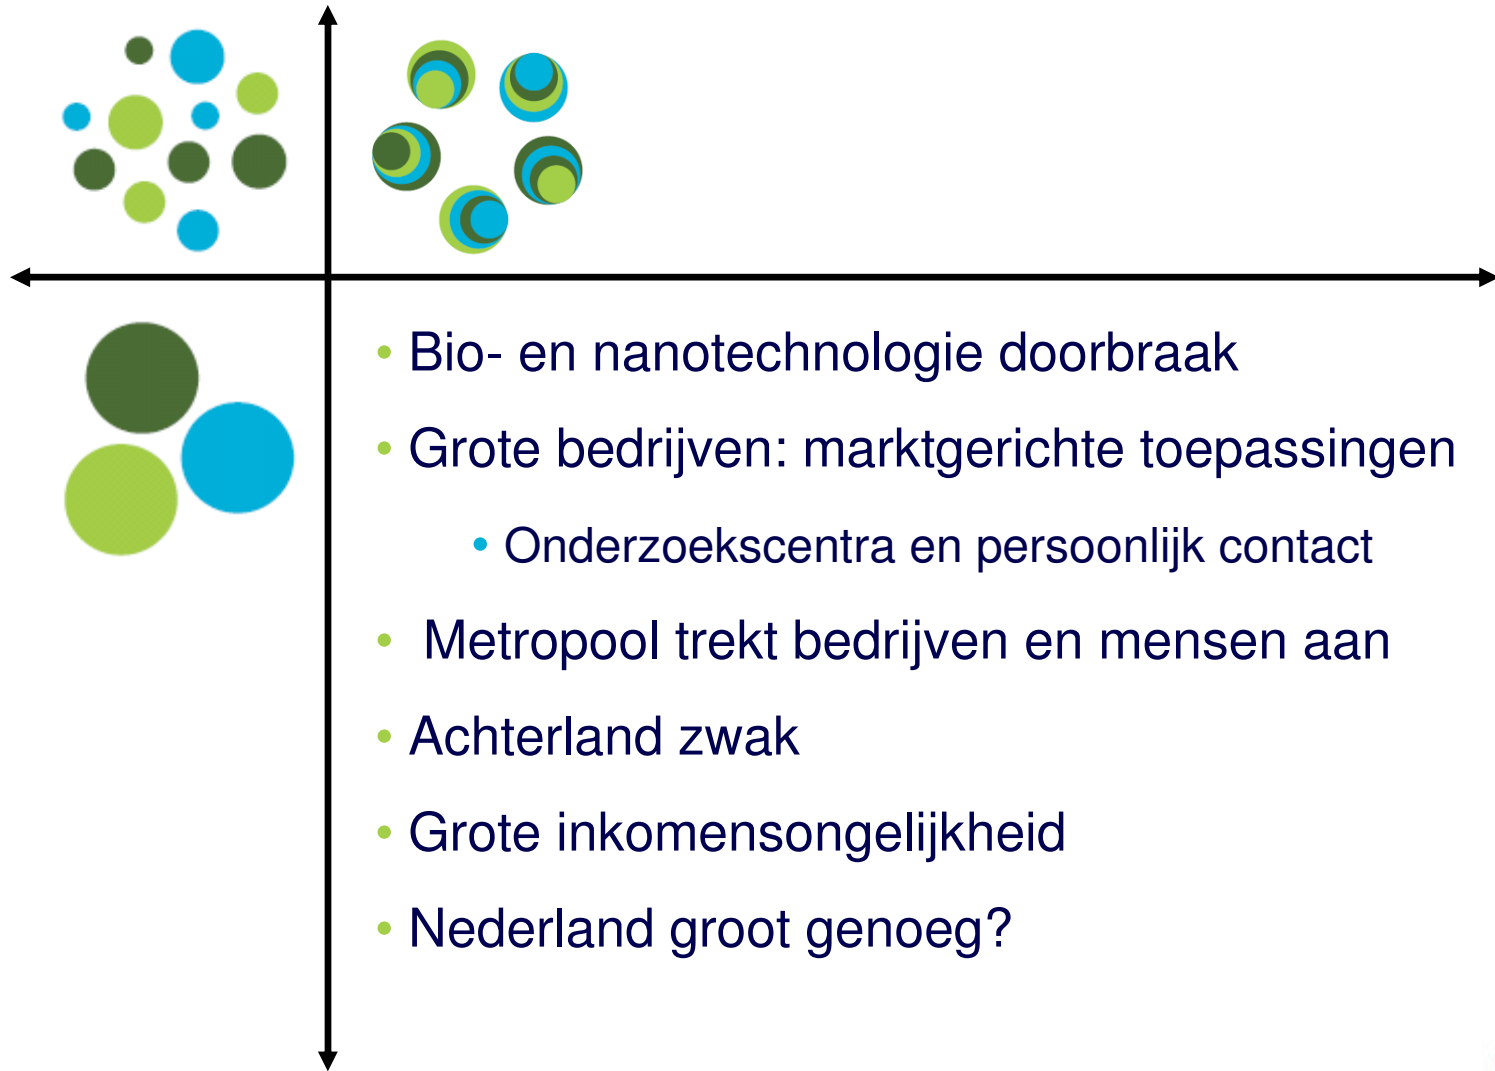 • Bio- en nanotechnologie doorbraak
• Grote bedrijven: marktgerichte toepassingen
• Onderzoekscentra en persoonlijk contact
• Metropool trekt bedrijven en mensen aan
• Achterland zwak
• Grote inkomensongelijkheid
• Nederland groot genoeg?